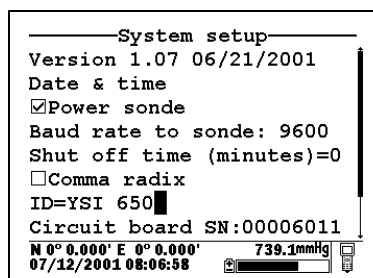 System setup
Version 1.07 06/21/2001
Date & time
☑Power sonde
Baud rate to sonde: 9600
Shut off time (minutes)=0
☐Comma radix
ID=YSI 650
Circuit board SN:00006011
N 0° 0.000' E 0° 0.000' 739.1mmHg
07/12/2001 08:06:58